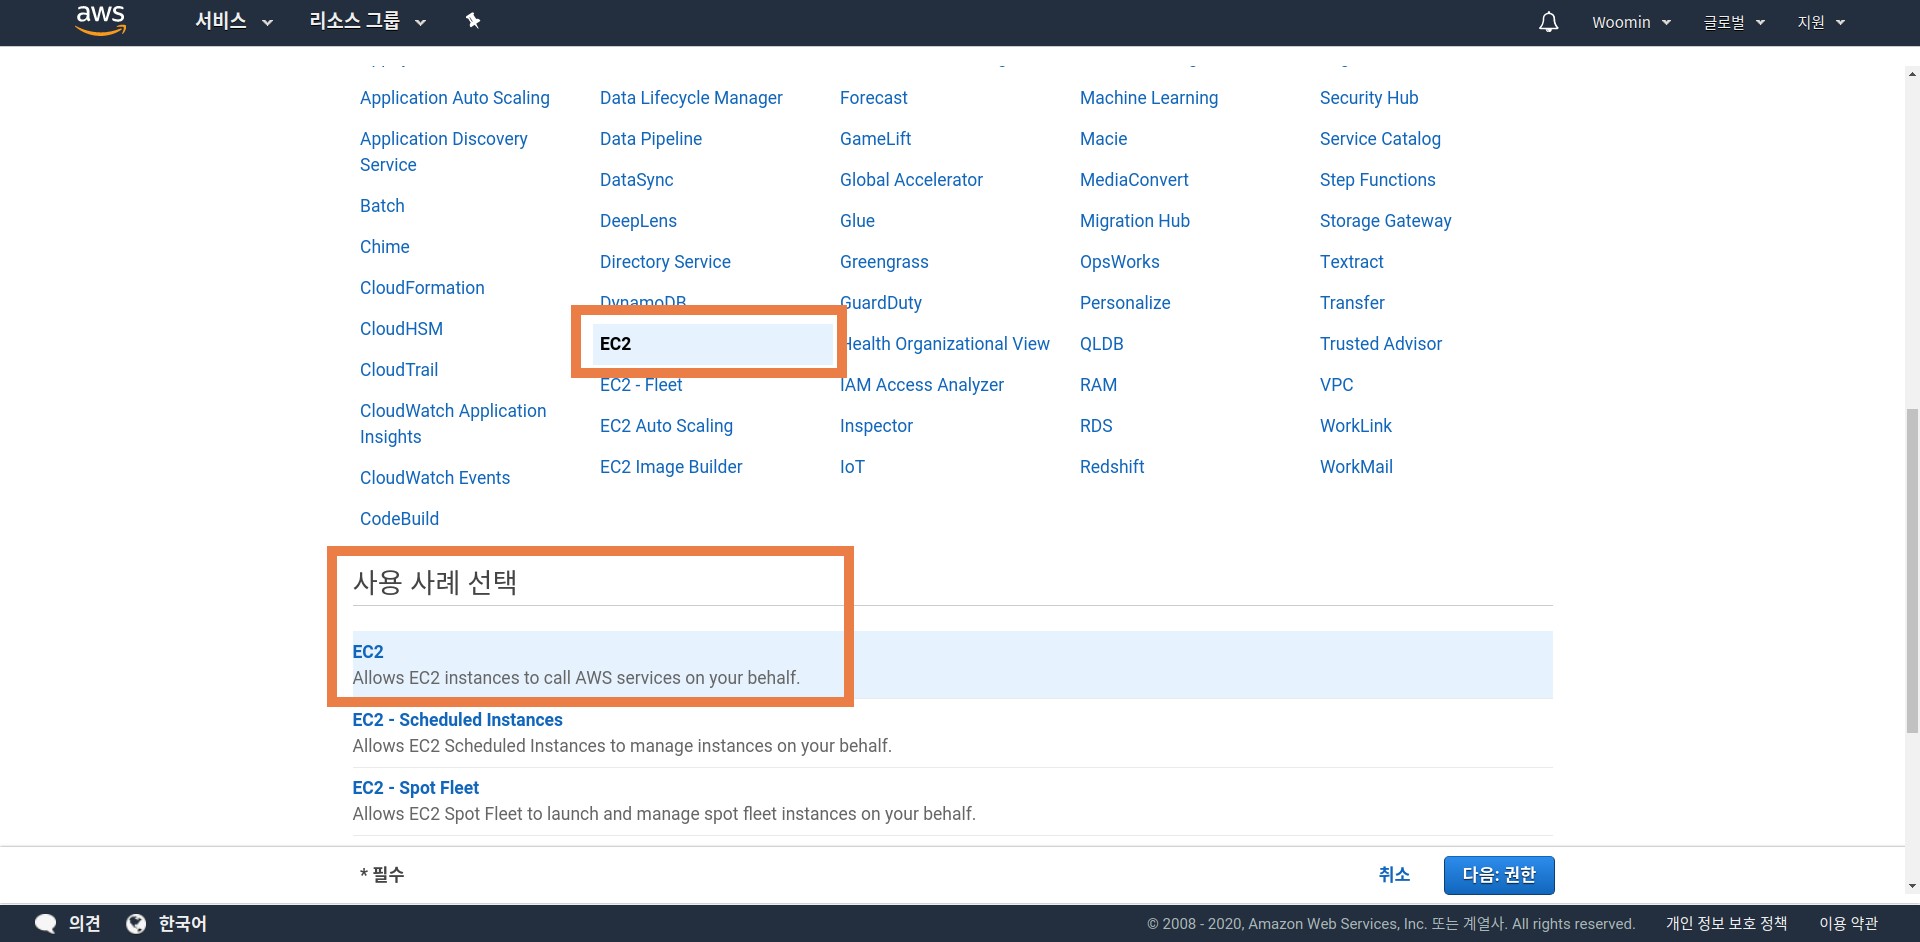 aws 서비스 리소스 그룹 Woomin 글로벌 지원
Application Auto Scaling
Application Discovery
Service
Batch
Chime
CloudFormation
CloudHSM
CloudTrail
CloudWatch Application
Insights
CloudWatch Events
CodeBuild
Data Lifecycle Manager
Data Pipeline
DataSync
DeepLens
Directory Service
DynamoDB
EC2
EC2 - Fleet
EC2 Auto Scaling
EC2 Image Builder
Forecast
GameLift
Global Accelerator
Glue
Greengrass
GuardDuty
Health Organizational View
IAM Access Analyzer
Inspector
IoT
Machine Learning
Macie
MediaConvert
Migration Hub
OpsWorks
Personalize
QLDB
RAM
RDS
Redshift
Security Hub
Service Catalog
Step Functions
Storage Gateway
Textract
Transfer
Trusted Advisor
VPC
WorkLink
WorkMail
사용 사례 선택
EC2
Allows EC2 instances to call AWS services on your behalf.
EC2 - Scheduled Instances
Allows EC2 Scheduled Instances to manage instances on your behalf.
EC2 - Spot Fleet
Allows EC2 Spot Fleet to launch and manage spot fleet instances on your behalf.
* 필수 취소 다음: 권한
의견 한국어 © 2008 - 2020, Amazon Web Services, Inc. 또는 계열사. All rights reserved. 개인 정보 보호 정책 이용 약관